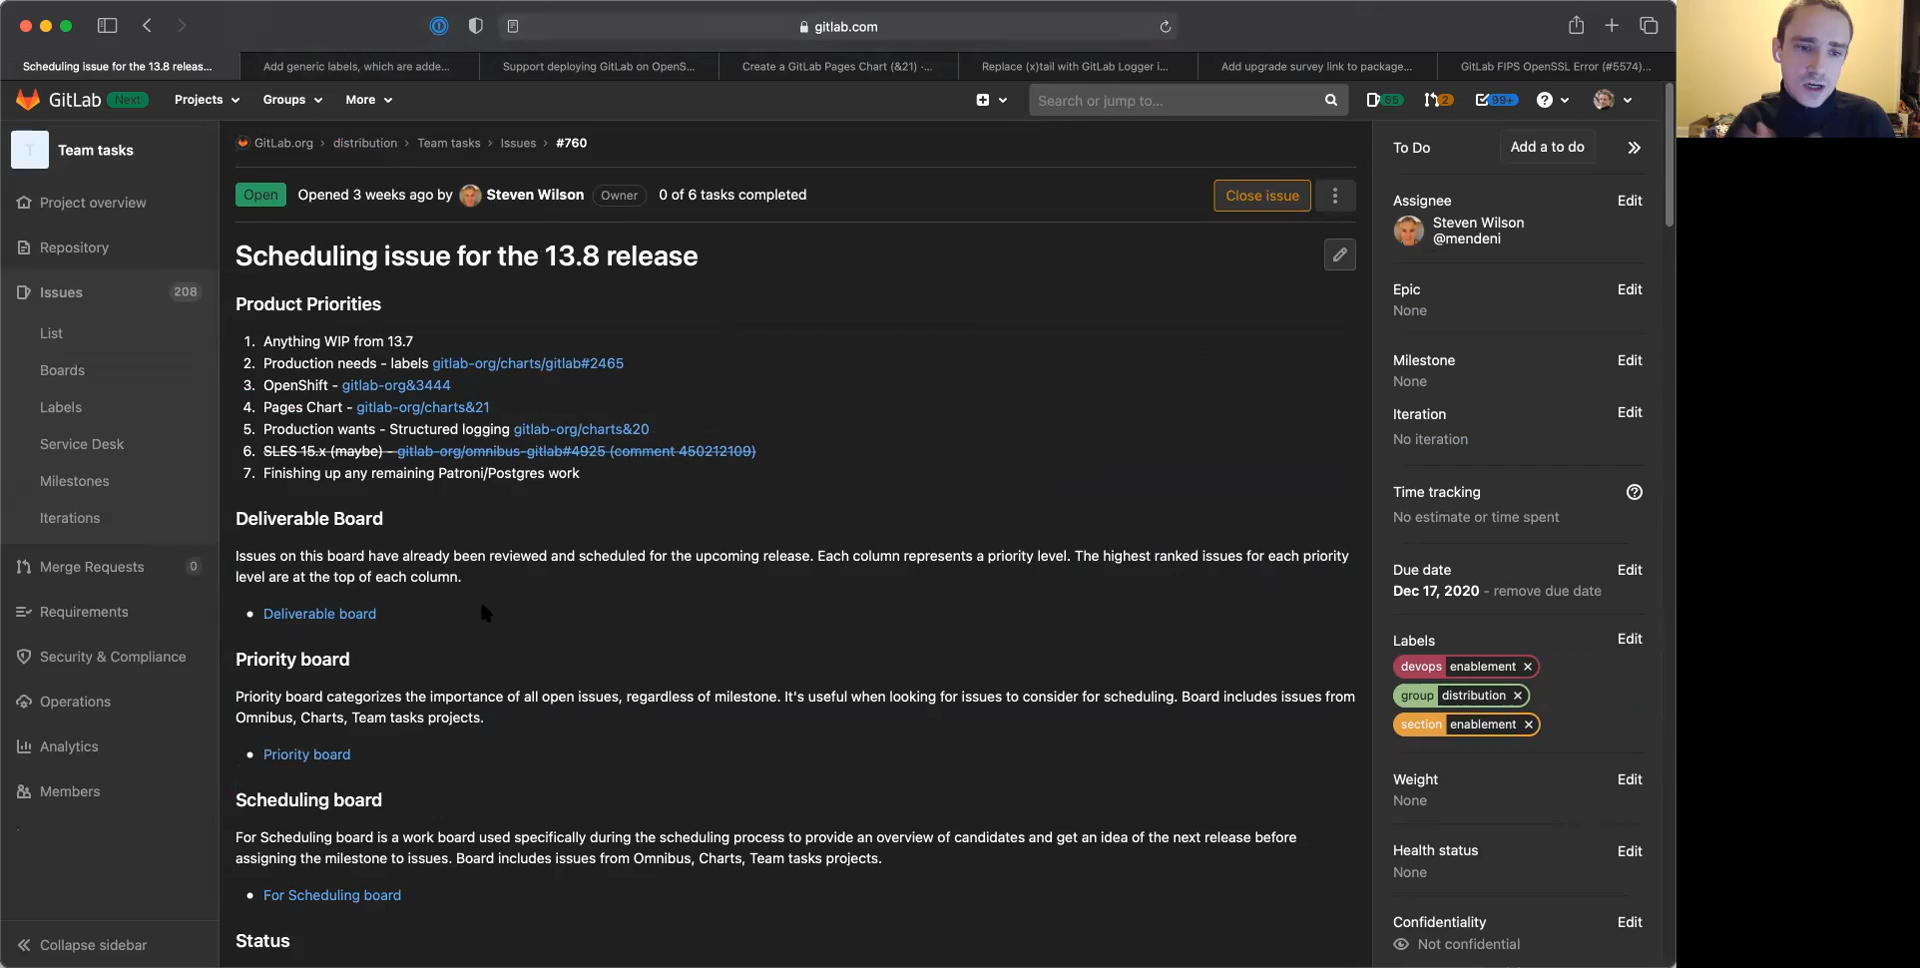 gitlab.com
Scheduling issue for the 13.8 releas...
Add generic labels, which are adde...
Support deploying GitLab on OpenS...
Create a GitLab Pages Chart (&21) ·...
Replace (x)tail with GitLab Logger i...
Add upgrade survey link to package...
GitLab FIPS OpenSSL Error (#5574)...
GitLab Next Projects Groups More Search or jump to... 65 2 99+
T Team tasks
Project overview
Repository
Issues 208
List
Boards
Labels
Service Desk
Milestones
Iterations
Merge Requests 0
Requirements
Security & Compliance
Operations
Analytics
Members
Collapse sidebar
GitLab.org › distribution › Team tasks › Issues › #760
Open Opened 3 weeks ago by Steven Wilson Owner 0 of 6 tasks completed Close issue
Scheduling issue for the 13.8 release
Product Priorities
1. Anything WIP from 13.7
2. Production needs - labels gitlab-org/charts/gitlab#2465
3. OpenShift - gitlab-org&3444
4. Pages Chart - gitlab-org/charts&21
5. Production wants - Structured logging gitlab-org/charts&20
6. SLES 15.x (maybe) - gitlab-org/omnibus-gitlab#4925 (comment 450212109)
7. Finishing up any remaining Patroni/Postgres work
Deliverable Board
Issues on this board have already been reviewed and scheduled for the upcoming release. Each column represents a priority level. The highest ranked issues for each priority
level are at the top of each column.
• Deliverable board
Priority board
Priority board categorizes the importance of all open issues, regardless of milestone. It's useful when looking for issues to consider for scheduling. Board includes issues from
Omnibus, Charts, Team tasks projects.
• Priority board
Scheduling board
For Scheduling board is a work board used specifically during the scheduling process to provide an overview of candidates and get an idea of the next release before
assigning the milestone to issues. Board includes issues from Omnibus, Charts, Team tasks projects.
• For Scheduling board
Status
To Do Add a to do
Assignee Edit
Steven Wilson
@mendeni
Epic Edit
None
Milestone Edit
None
Iteration Edit
No iteration
Time tracking
No estimate or time spent
Due date Edit
Dec 17, 2020 - remove due date
Labels Edit
devops enablement ×
group distribution ×
section enablement ×
Weight Edit
None
Health status Edit
None
Confidentiality Edit
Not confidential